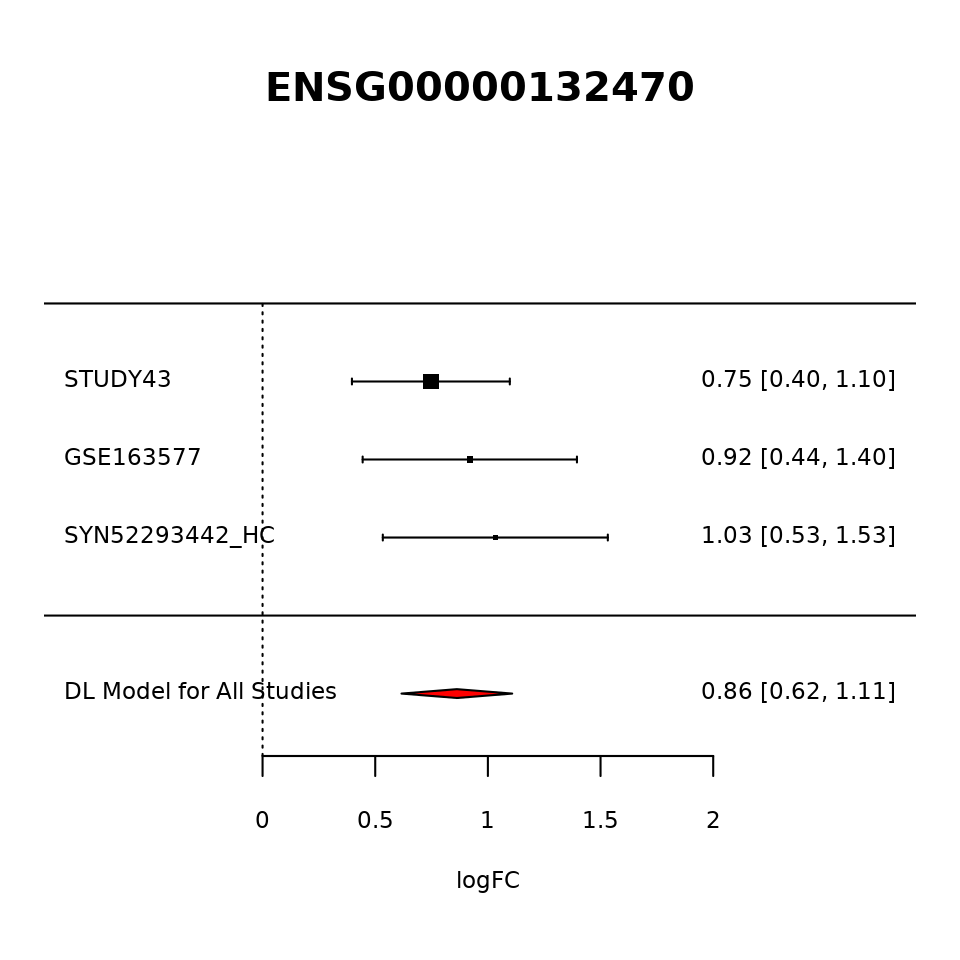 ENSG00000132470
STUDY43 0.75 [0.40, 1.10]
GSE163577 0.92 [0.44, 1.40]
SYN52293442_HC 1.03 [0.53, 1.53]
DL Model for All Studies 0.86 [0.62, 1.11]
0 0.5 1 1.5 2
logFC